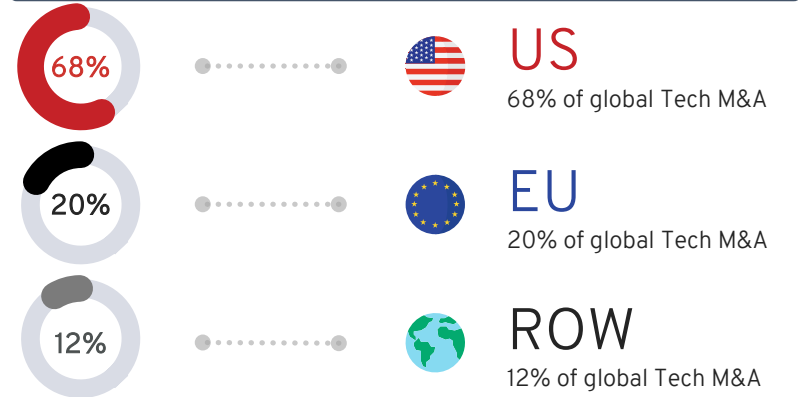 68%
US
68% of global Tech M&A
20%
EU
20% of global Tech M&A
12%
ROW
12% of global Tech M&A